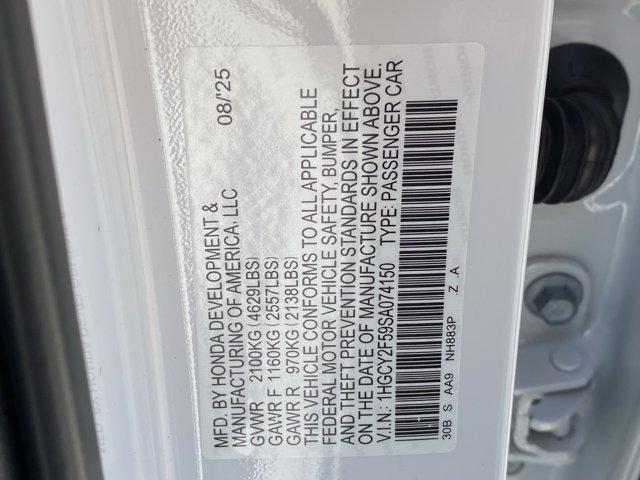 MFD. BY HONDA DEVELOPMENT & 08/'25
MANUFACTURING OF AMERICA, LLC
GVWR 2100KG (4629LBS)
GAWR F 1160KG (2557LBS)
GAWR R 970KG (2138LBS)
THIS VEHICLE CONFORMS TO ALL APPLICABLE
FEDERAL MOTOR VEHICLE SAFETY, BUMPER,
AND THEFT PREVENTION STANDARDS IN EFFECT
ON THE DATE OF MANUFACTURE SHOWN ABOVE.
V.I.N.: 1HGCY2F59SA074150 TYPE: PASSENGER CAR
30B S AA9 NH883P .Z .A